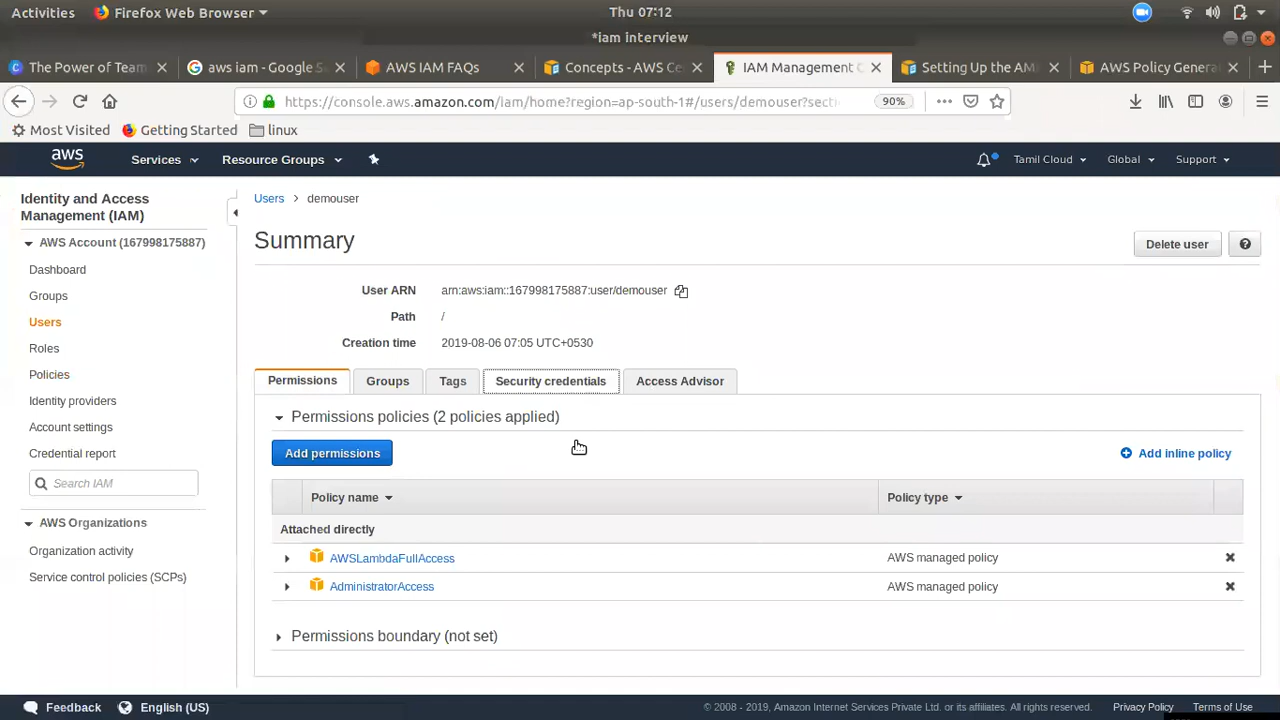 Activities Firefox Web Browser Thu 07:12
*iam interview
The Power of Team aws iam - Google S AWS IAM FAQs Concepts - AWS Ce IAM Management C Setting Up the AM AWS Policy Genera
https://console.aws.amazon.com/iam/home?region=ap-south-1#/users/demouser?secti 90%
Most Visited Getting Started linux
aws Services Resource Groups Tamil Cloud Global Support
Identity and Access
Management (IAM)
AWS Account (167998175887)
Dashboard
Groups
Users
Roles
Policies
Identity providers
Account settings
Credential report
Search IAM
AWS Organizations
Organization activity
Service control policies (SCPs)
Users > demouser
Summary
Delete user ?
User ARN arn:aws:iam::167998175887:user/demouser
Path /
Creation time 2019-08-06 07:05 UTC+0530
Permissions Groups Tags Security credentials Access Advisor
Permissions policies (2 policies applied)
Add permissions Add inline policy
Policy name Policy type
Attached directly
AWSLambdaFullAccess AWS managed policy
AdministratorAccess AWS managed policy
Permissions boundary (not set)
Feedback English (US) © 2008 - 2019, Amazon Internet Services Private Ltd. or its affiliates. All rights reserved. Privacy Policy Terms of Use